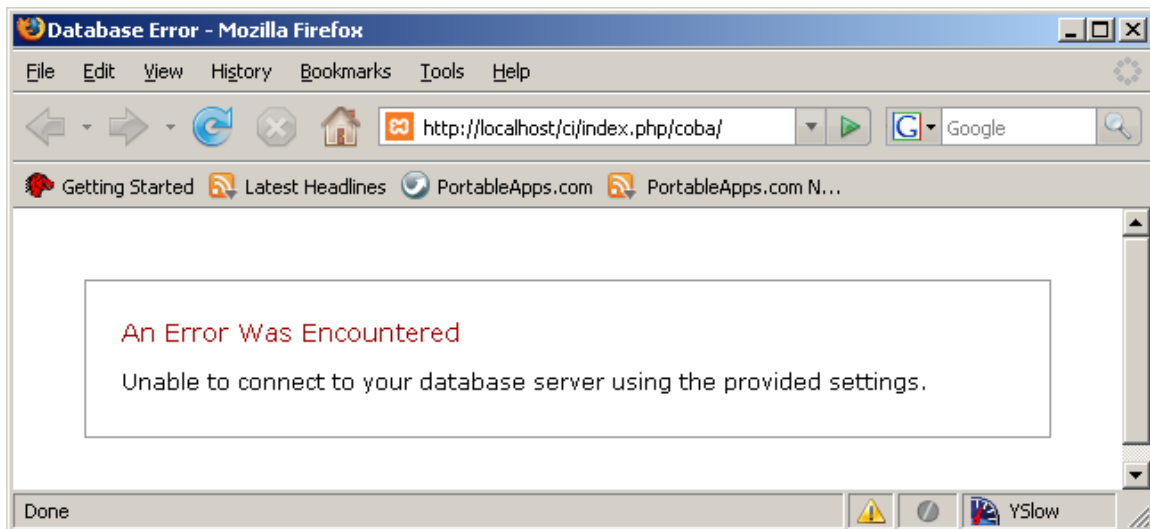 Database Error - Mozilla Firefox
File Edit View History Bookmarks Tools Help
http://localhost/ci/index.php/coba/ G Google
Getting Started Latest Headlines PortableApps.com PortableApps.com N...
An Error Was Encountered
Unable to connect to your database server using the provided settings.
Done YSlow